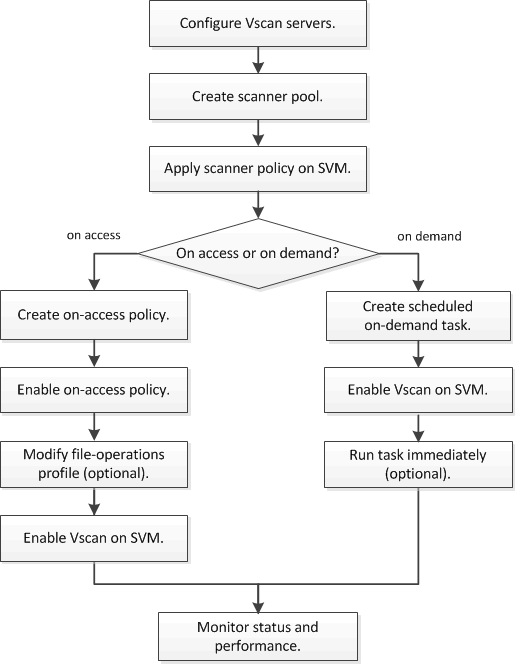 Configure Vscan servers.
Create scanner pool.
Apply scanner policy on SVM.
On access or on demand?
on access
on demand
Create on-access policy.
Enable on-access policy.
Modify file-operations
profile (optional).
Enable Vscan on SVM.
Create scheduled
on-demand task.
Enable Vscan on SVM.
Run task immediately
(optional).
Monitor status and
performance.